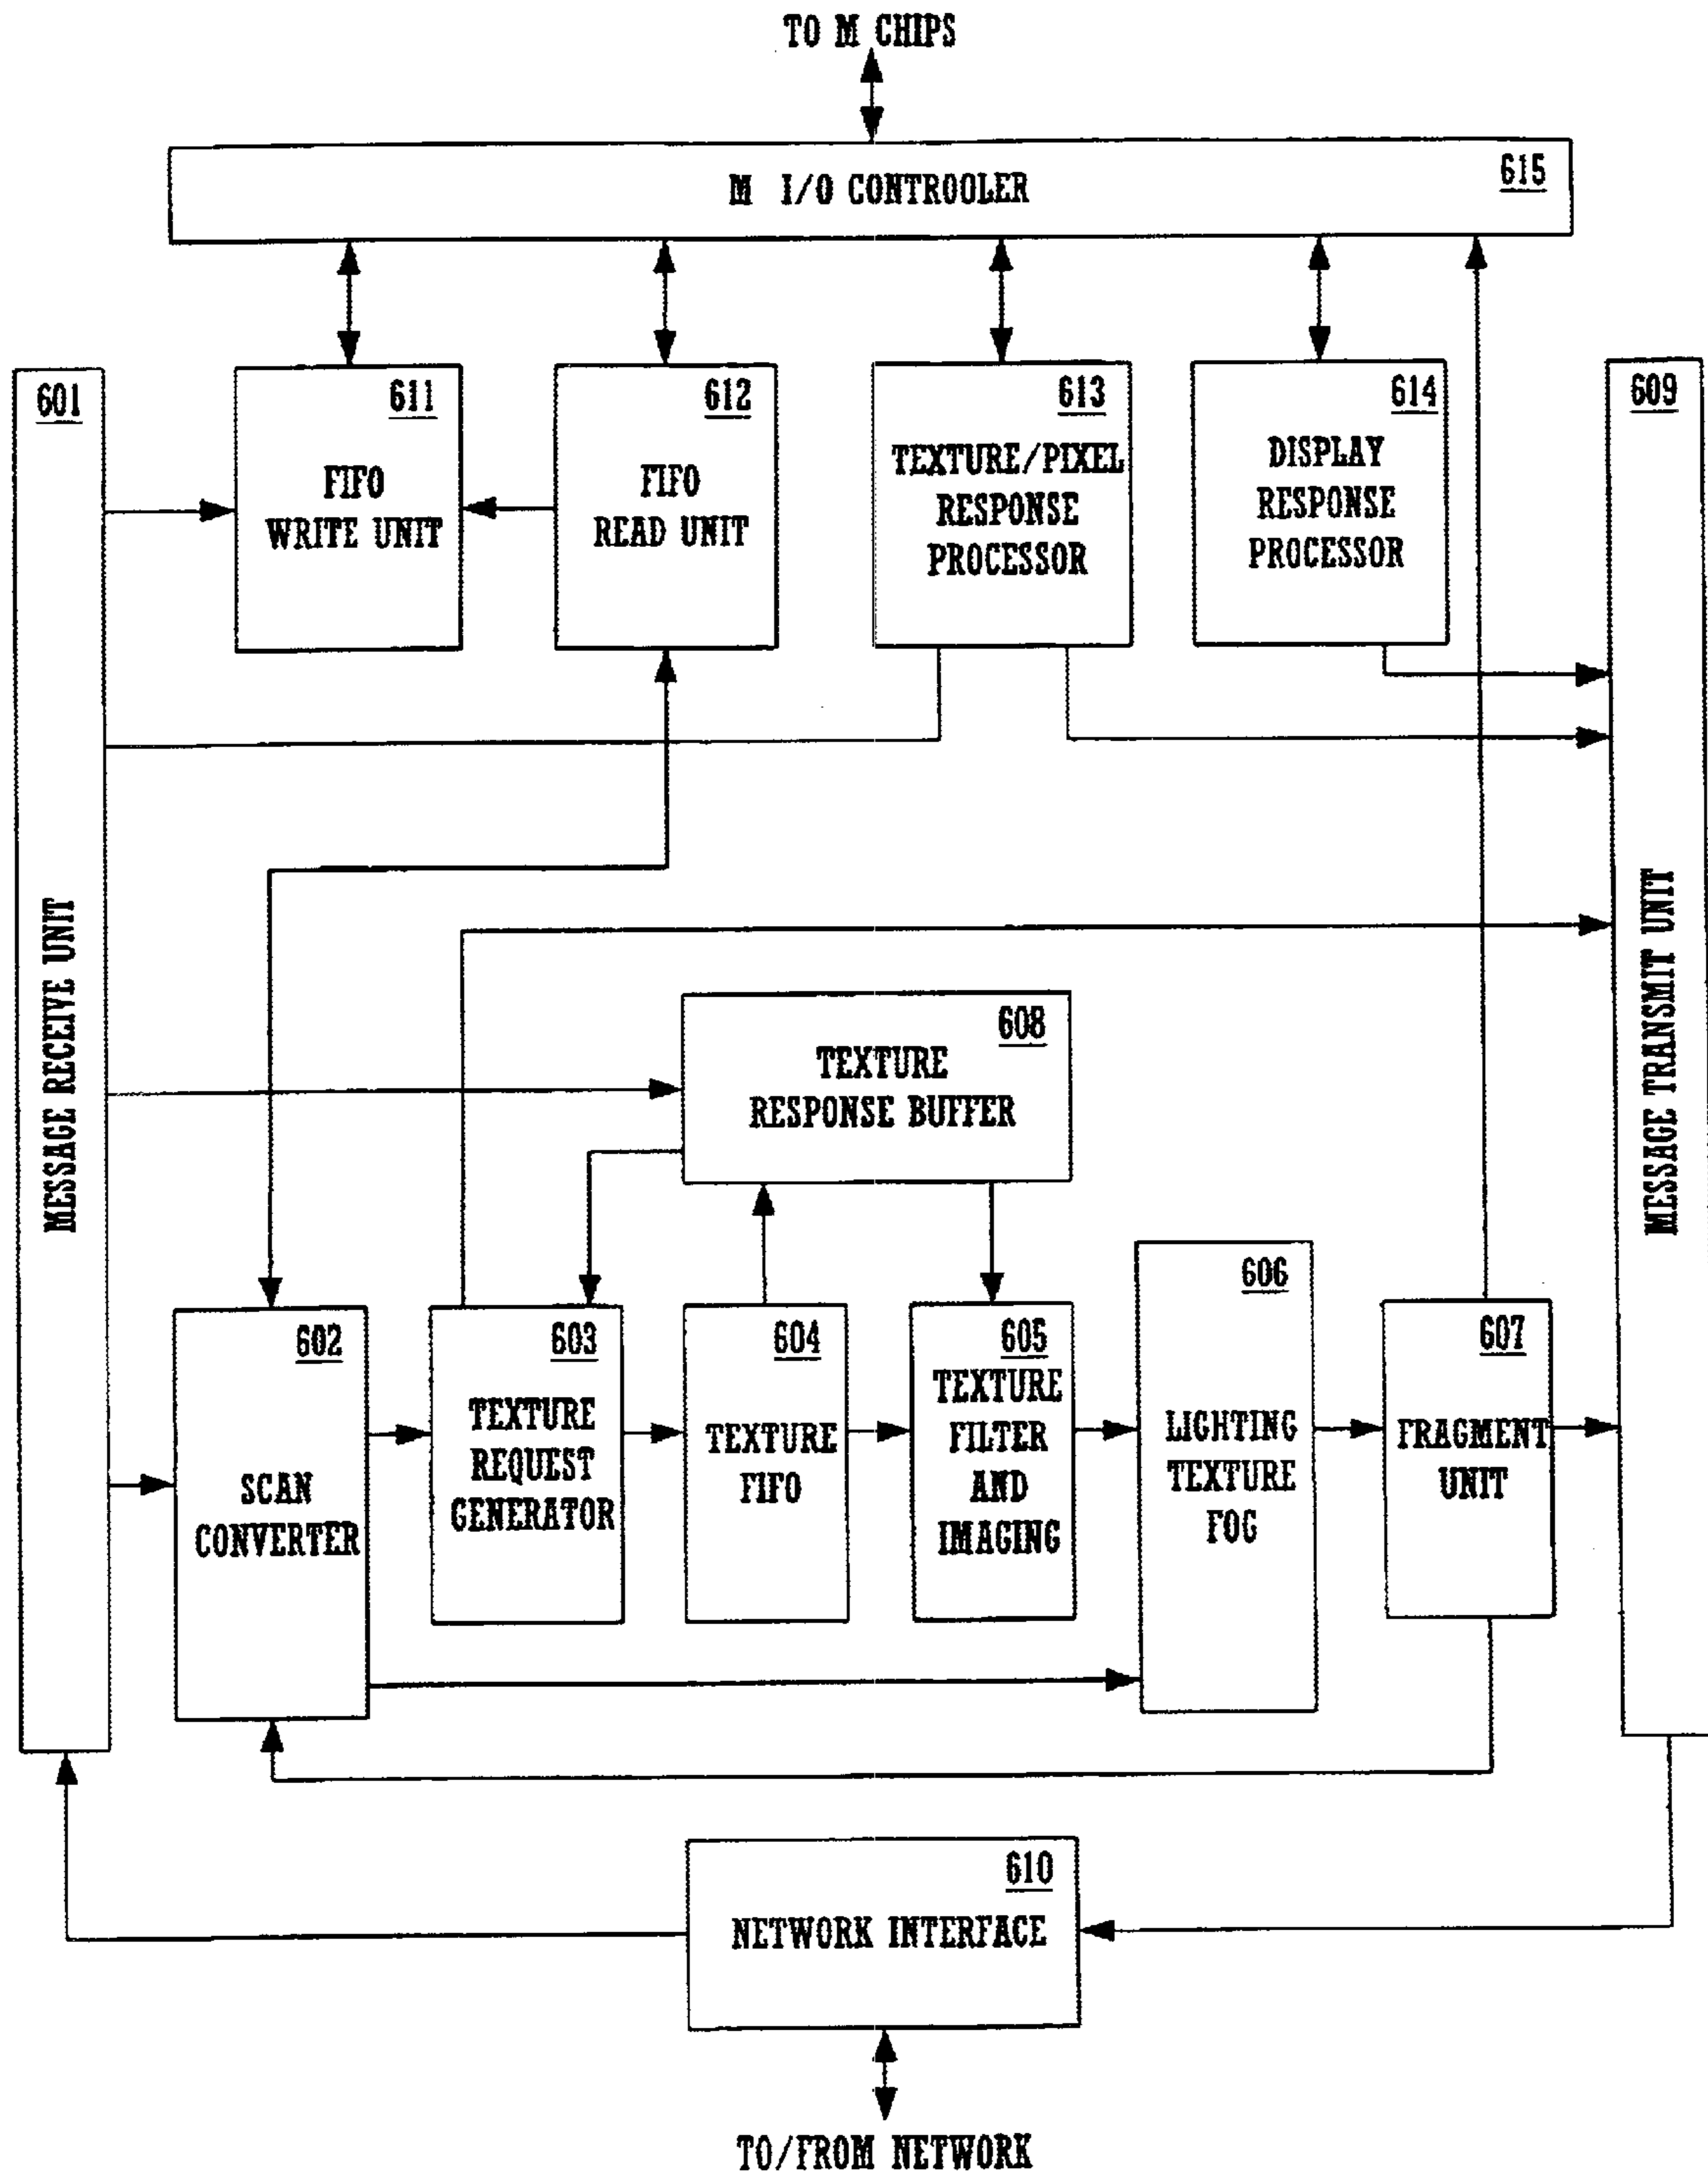 TO M CHIPS
615
M I/O CONTROOLER
601
MESSAGE RECEIVE UNIT
611
FIFO
WRITE UNIT
612
FIFO
READ UNIT
613
TEXTURE/PIXEL
RESPONSE
PROCESSOR
614
DISPLAY
RESPONSE
PROCESSOR
609
MESSAGE TRANSMIT UNIT
608
TEXTURE
RESPONSE BUFFER
602
SCAN
CONVERTER
603
TEXTURE
REQUEST
GENERATOR
604
TEXTURE
FIFO
605
TEXTURE
FILTER
AND
IMAGING
606
LIGHTING
TEXTURE
FOG
607
FRAGMENT
UNIT
610
NETWORK INTERFACE
TO/FROM NETWORK